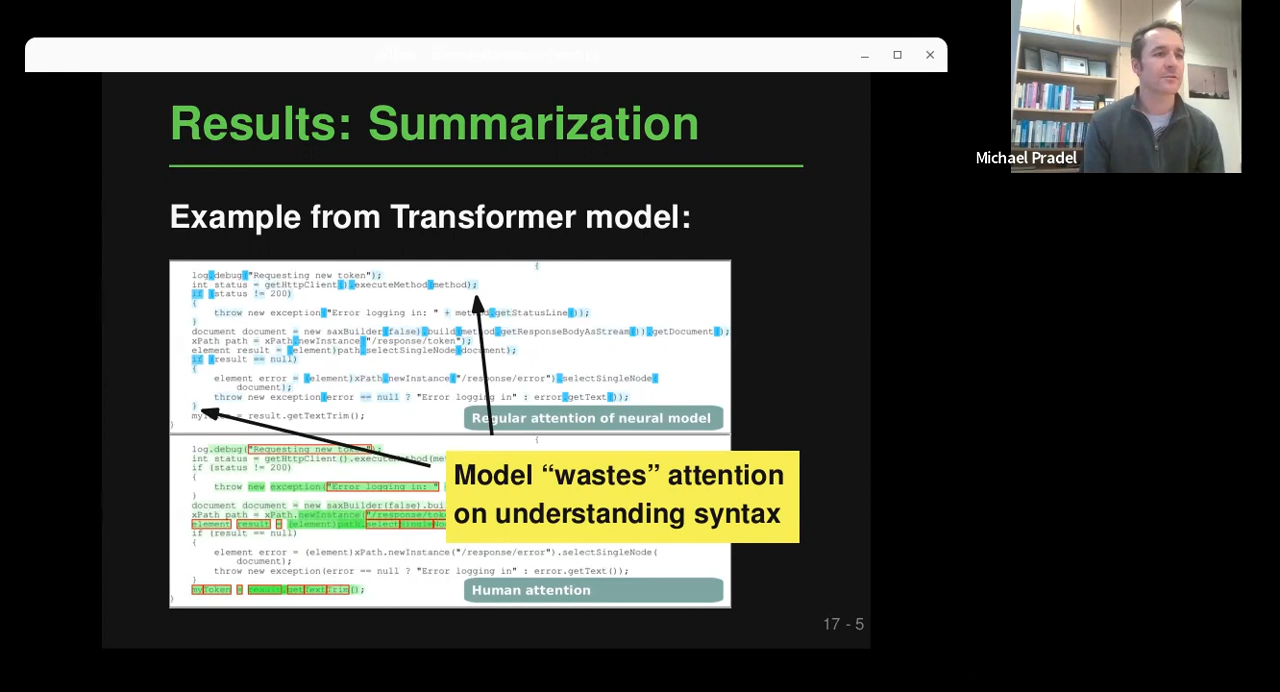 Results: Summarization
Michael Pradel
Example from Transformer model:
{
log.debug("Requesting new token");
int status = getHttpClient().executeMethod(method);
if (status != 200)
{
throw new exception("Error logging in: " + method.getStatusLine());
}
document document = new saxBuilder(false).build(method.getResponseBodyAsStream()).getDocument();
xPath path = xPath.newInstance("/response/token");
element result = (element)path.selectSingleNode(document);
if (result == null)
{
element error = (element)xPath.newInstance("/response/error").selectSingleNode(
document);
throw new exception(error == null ? "Error logging in" : error.getText());
}
myToken = result.getTextTrim();
}
Regular attention of neural model
{
log.debug("Requesting new token");
int status = getHttpClient().executeMethod(me
if (status != 200)
{
throw new exception("Error logging in: "
document document = new saxBuilder(false).bui
xPath path = xPath.newInstance("/response/toke
element result = (element)path.selectSingleNo
if (result == null)
element error = (element)xPath.newInstance("/response/error").selectSingleNode(
document);
throw new exception(error == null ? "Error logging in" : error.getText());
}
myToken = result.getTextTrim();
}
Model “wastes” attention
on understanding syntax
Human attention
17 - 5